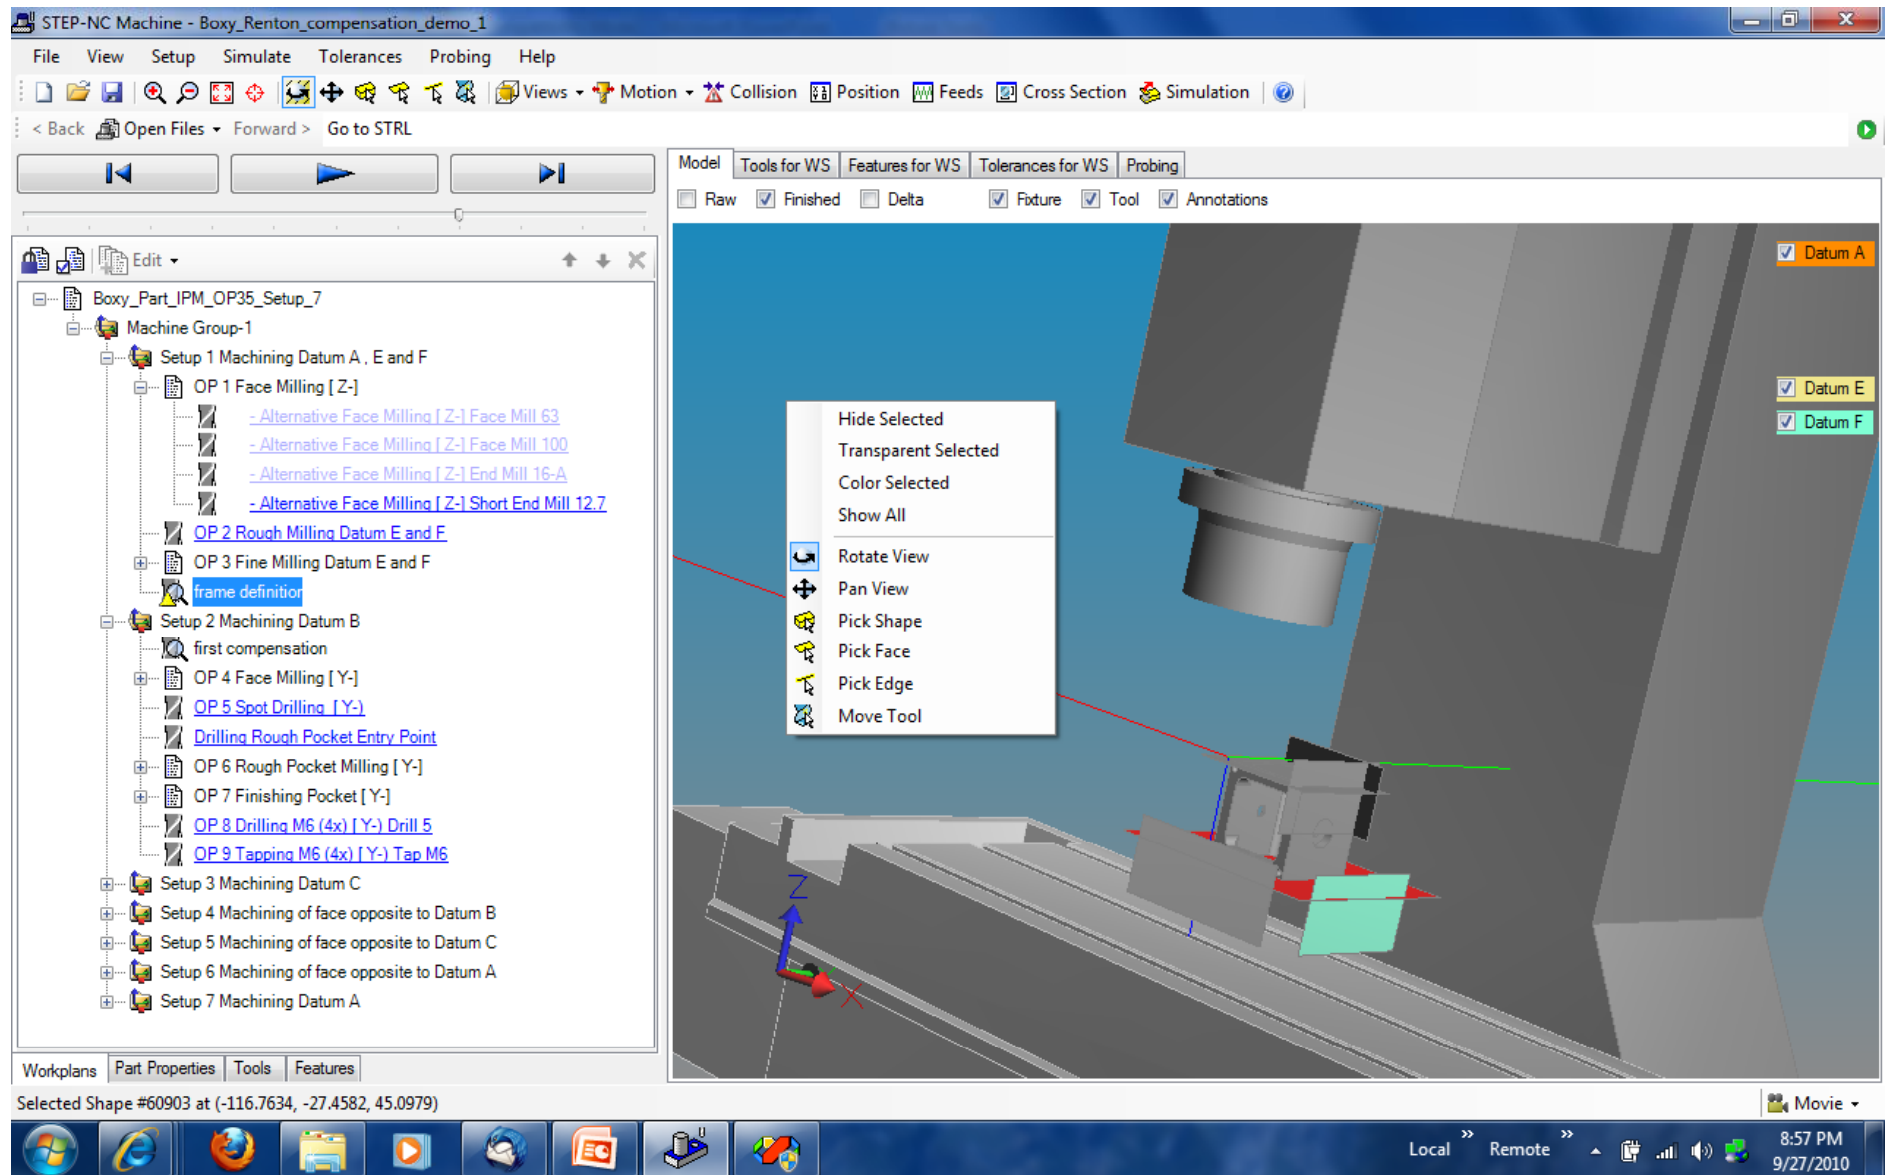 STEP-NC Machine - Boxy_Renton_compensation_demo_1
File View Setup Simulate Tolerances Probing Help
Views Motion Collision Position Feeds Cross Section Simulation
< Back Open Files Forward > Go to STRL
Model Tools for WS Features for WS Tolerances for WS Probing
Raw Finished Delta Fixture Tool Annotations
Edit
Boxy_Part_IPM_OP35_Setup_7
Machine Group-1
Setup 1 Machining Datum A , E and F
OP 1 Face Milling [ Z-]
- Alternative Face Milling [ Z-] Face Mill 63
- Alternative Face Milling [ Z-] Face Mill 100
- Alternative Face Milling [ Z-] End Mill 16-A
- Alternative Face Milling [ Z-] Short End Mill 12.7
OP 2 Rough Milling Datum E and F
OP 3 Fine Milling Datum E and F
frame definition
Setup 2 Machining Datum B
first compensation
OP 4 Face Milling [ Y-]
OP 5 Spot Drilling [ Y-)
Drilling Rough Pocket Entry Point
OP 6 Rough Pocket Milling [ Y-]
OP 7 Finishing Pocket [ Y-]
OP 8 Drilling M6 (4x) [ Y-) Drill 5
OP 9 Tapping M6 (4x) [ Y-) Tap M6
Setup 3 Machining Datum C
Setup 4 Machining of face opposite to Datum B
Setup 5 Machining of face opposite to Datum C
Setup 6 Machining of face opposite to Datum A
Setup 7 Machining Datum A
Workplans Part Properties Tools Features
Hide Selected
Transparent Selected
Color Selected
Show All
Rotate View
Pan View
Pick Shape
Pick Face
Pick Edge
Move Tool
Datum A
Datum E
Datum F
Z
X
Selected Shape #60903 at (-116.7634, -27.4582, 45.0979)
Movie
Local » Remote »
8:57 PM
9/27/2010